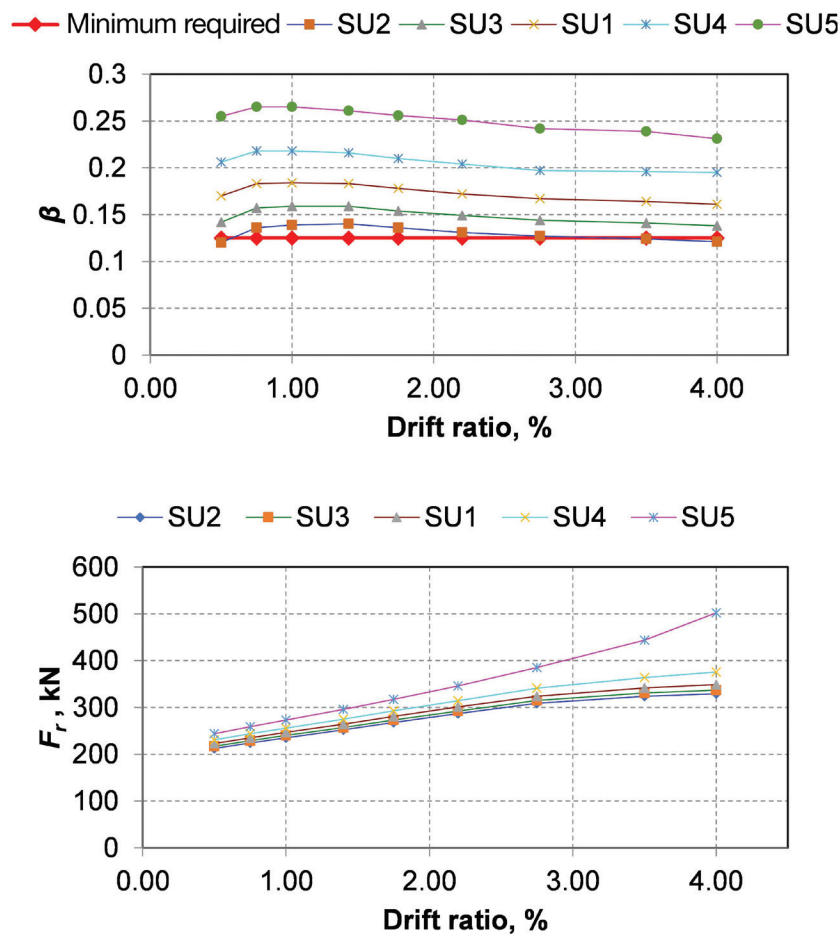 Minimum required SU2 SU3 SU1 SU4 SU5
0.3
0.25
0.2
0.15
0.1
0.05
0
β
0.00 1.00 2.00 3.00 4.00
Drift ratio, %
SU2 SU3 SU1 SU4 SU5
600
500
400
300
200
100
0
Fr , kN
0.00 1.00 2.00 3.00 4.00
Drift ratio, %